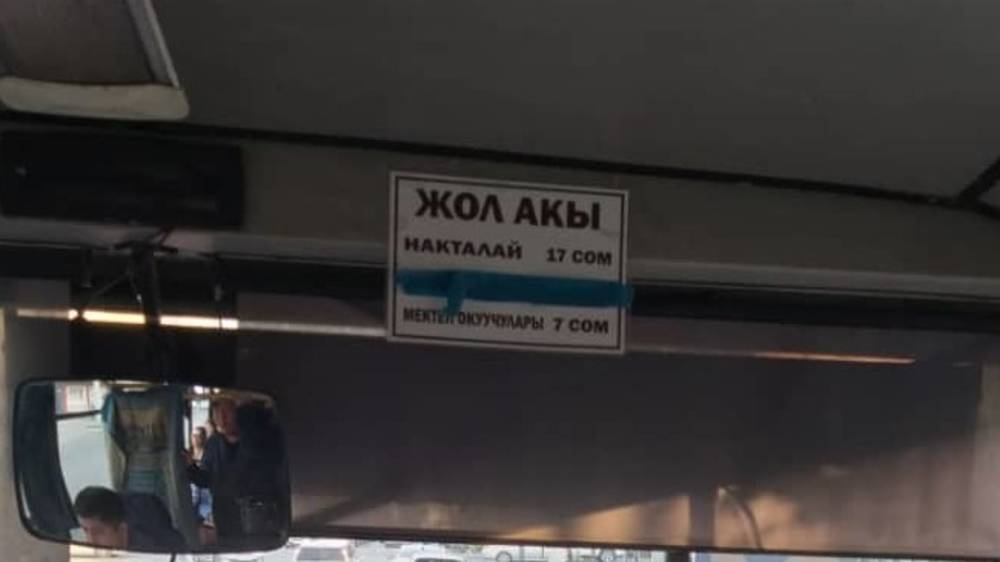 ЖОЛ АКЫ
НАКТАЛАЙ 17 СОМ
МЕКТЕП ОКУУЧУЛАРЫ 7 СОМ